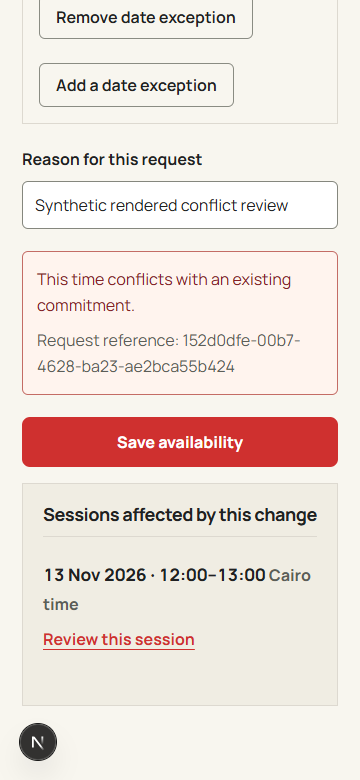 Remove date exception
Add a date exception
Reason for this request
Synthetic rendered conflict review
This time conflicts with an existing
commitment.
Request reference: 152d0dfe-00b7-
4628-ba23-ae2bca55b424
Save availability
Sessions affected by this change
13 Nov 2026 · 12:00–13:00 Cairo
time
Review this session
N